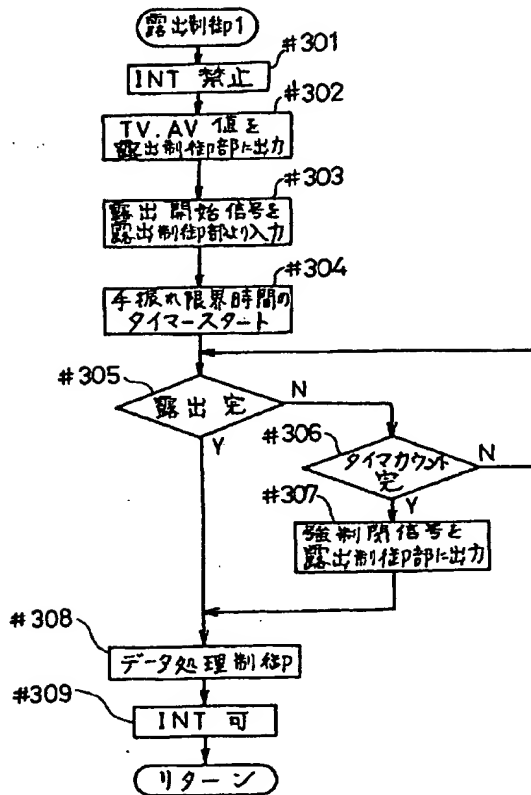 露出制御1
#301
INT 禁止
#302
TV.AV 値を
露出制御部に出力
#303
露出開始信号を
露出制御部より入力
#304
手振れ限界時間の
タイマースタート
#305
露出完
N
Y
#306
タイマカウント
完
N
Y
#307
強制閉信号を
露出制御部に出力
#308
データ処理制御
#309
INT 可
リターン